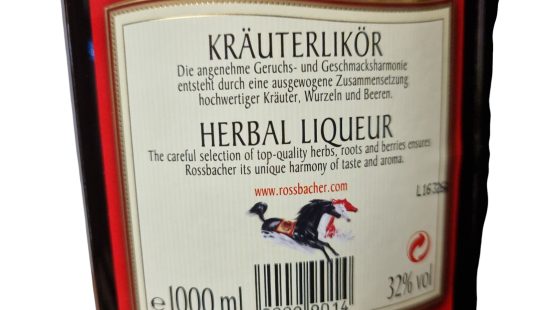 KRÄUTERLIKÖR
Die angenehme Geruchs- und Geschmacksharmonie
entsteht durch eine ausgewogene Zusammensetzung
hochwertiger Kräuter, Wurzeln und Beeren.
HERBAL LIQUEUR
The careful selection of top-quality herbs, roots and berries ensures
Rossbacher its unique harmony of taste and aroma.
www.rossbacher.com
e 1000 ml
32% vol